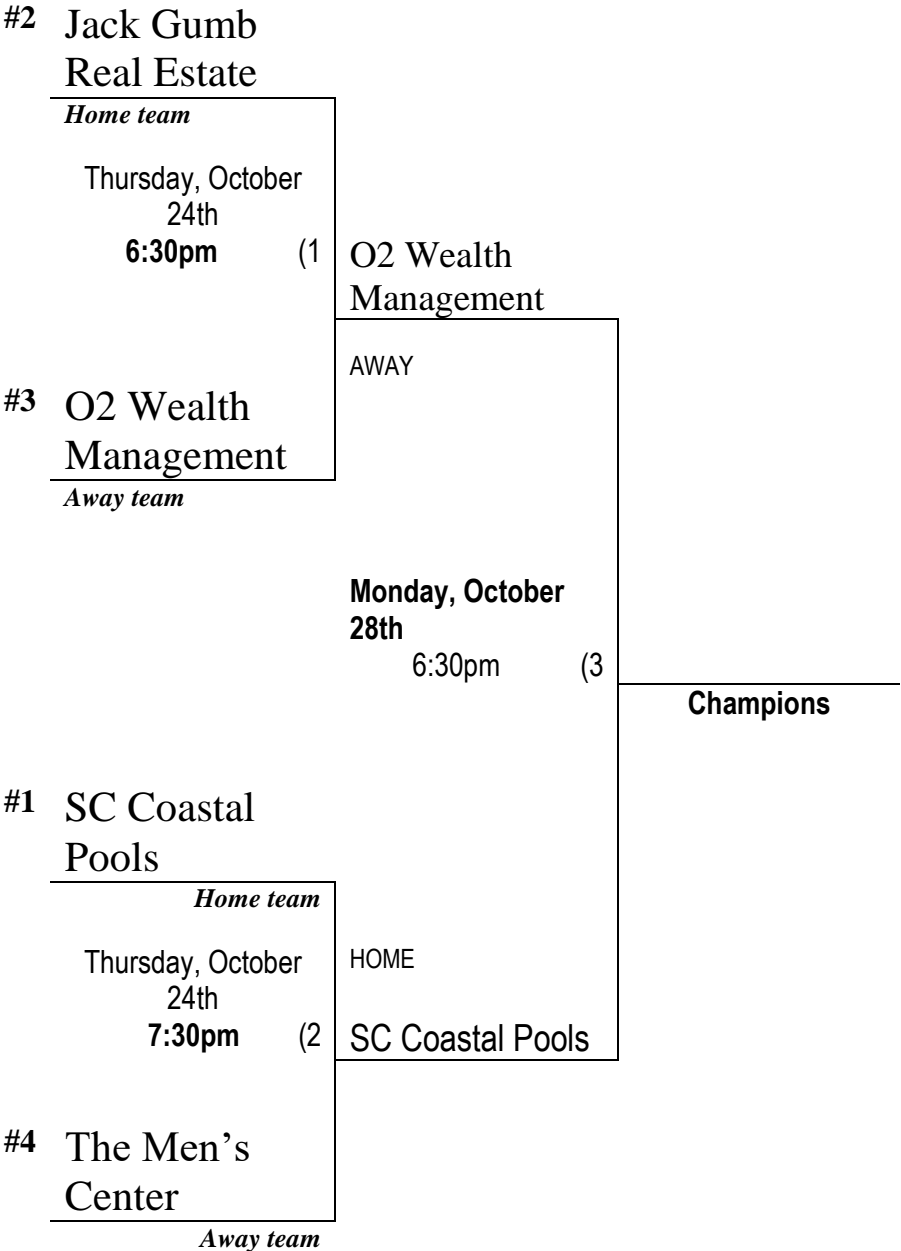 #2 Jack Gumb
Real Estate
Home team
Thursday, October
24th
6:30pm (1
O2 Wealth
Management
AWAY
#3 O2 Wealth
Management
Away team
Monday, October
28th
6:30pm (3
Champions
#1 SC Coastal
Pools
Home team
Thursday, October
24th
7:30pm (2
HOME
SC Coastal Pools
#4 The Men’s
Center
Away team